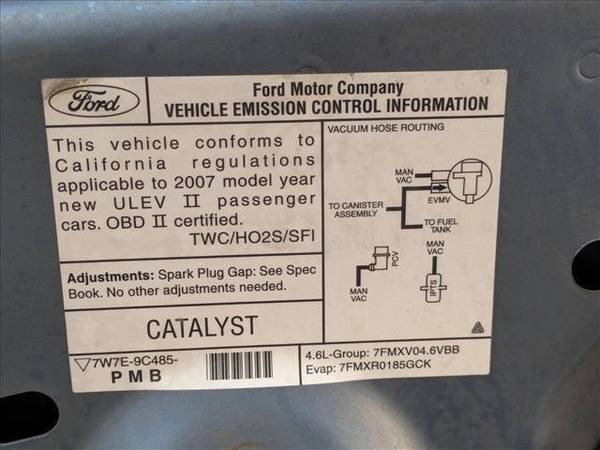 Ford
Ford Motor Company
VEHICLE EMISSION CONTROL INFORMATION
This vehicle conforms to
California regulations
applicable to 2007 model year
new ULEV II passenger
cars. OBD II certified.
TWC/HO2S/SFI
Adjustments: Spark Plug Gap: See Spec
Book. No other adjustments needed.
CATALYST
7W7E-9C485-
PMB
VACUUM HOSE ROUTING
MAN
VAC
EVMV
TO CANISTER
ASSEMBLY
TO FUEL
TANK
PCV
MAN
VAC
MAN
VAC
IPTS
4.6L-Group: 7FMXV04.6VBB
Evap: 7FMXR0185GCK